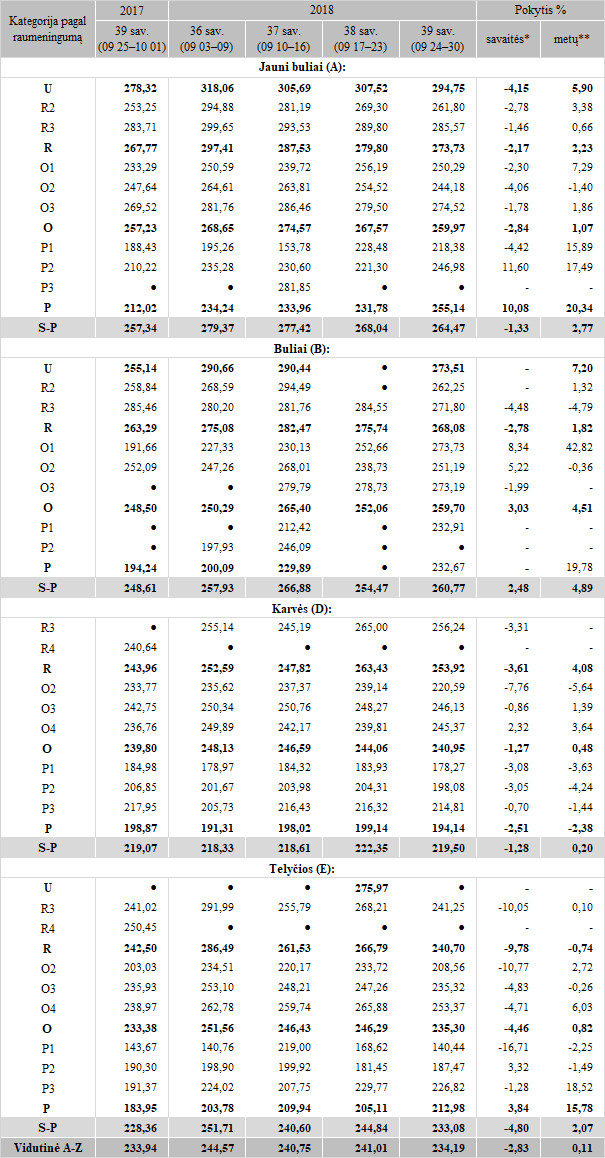 Kategorija pagal raumeningumą 2017 2018 Pokytis %
39 sav. (09 25–10 01) 36 sav. (09 03–09) 37 sav. (09 10–16) 38 sav. (09 17–23) 39 sav. (09 24–30) savaitės* metų**
Jauni buliai (A):
U 278,32 318,06 305,69 307,52 294,75 -4,15 5,90
R2 253,25 294,88 281,19 269,30 261,80 -2,78 3,38
R3 283,71 299,65 293,53 289,80 285,57 -1,46 0,66
R 267,77 297,41 287,53 279,80 273,73 -2,17 2,23
O1 233,29 250,59 239,72 256,19 250,29 -2,30 7,29
O2 247,64 264,61 263,81 254,52 244,18 -4,06 -1,40
O3 269,52 281,76 286,46 279,50 274,52 -1,78 1,86
O 257,23 268,65 274,57 267,57 259,97 -2,84 1,07
P1 188,43 195,26 153,78 228,48 218,38 -4,42 15,89
P2 210,22 235,28 230,60 221,30 246,98 11,60 17,49
P3 ● ● 281,85 ● ● - -
P 212,02 234,24 233,96 231,78 255,14 10,08 20,34
S-P 257,34 279,37 277,42 268,04 264,47 -1,33 2,77
Buliai (B):
U 255,14 290,66 290,44 ● 273,51 - 7,20
R2 258,84 268,59 294,49 ● 262,25 - 1,32
R3 285,46 280,20 281,76 284,55 271,80 -4,48 -4,79
R 263,29 275,08 282,47 275,74 268,08 -2,78 1,82
O1 191,66 227,33 230,13 252,66 273,73 8,34 42,82
O2 252,09 247,26 268,01 238,73 251,19 5,22 -0,36
O3 ● ● 279,79 278,73 273,19 -1,99 -
O 248,50 250,29 265,40 252,06 259,70 3,03 4,51
P1 ● ● 212,42 ● 232,91 - -
P2 ● 197,93 246,09 ● ● - -
P 194,24 200,09 229,89 ● 232,67 - 19,78
S-P 248,61 257,93 266,88 254,47 260,77 2,48 4,89
Karvės (D):
R3 ● 255,14 245,19 265,00 256,24 -3,31 -
R4 240,64 ● ● ● ● - -
R 243,96 252,59 247,82 263,43 253,92 -3,61 4,08
O2 233,77 235,62 237,37 239,14 220,59 -7,76 -5,64
O3 242,75 250,34 250,76 248,27 246,13 -0,86 1,39
O4 236,76 249,89 242,17 239,81 245,37 2,32 3,64
O 239,80 248,13 246,59 244,06 240,95 -1,27 0,48
P1 184,98 178,97 184,32 183,93 178,27 -3,08 -3,63
P2 206,85 201,67 203,98 204,31 198,08 -3,05 -4,24
P3 217,95 205,73 216,43 216,32 214,81 -0,70 -1,44
P 198,87 191,31 198,02 199,14 194,14 -2,51 -2,38
S-P 219,07 218,33 218,61 222,35 219,50 -1,28 0,20
Telyčios (E):
U ● ● ● 275,97 ● - -
R3 241,02 291,99 255,79 268,21 241,25 -10,05 0,10
R4 250,45 ● ● ● ● - -
R 242,50 286,49 261,53 266,79 240,70 -9,78 -0,74
O2 203,03 234,51 220,17 233,72 208,56 -10,77 2,72
O3 235,93 253,10 248,21 247,26 235,32 -4,83 -0,26
O4 238,97 262,78 259,74 265,88 253,37 -4,71 6,03
O 233,38 251,56 246,43 246,29 235,30 -4,46 0,82
P1 143,67 140,76 219,00 168,62 140,44 -16,71 -2,25
P2 190,30 198,90 199,92 181,45 187,47 3,32 -1,49
P3 191,37 224,02 207,75 229,77 226,82 -1,28 18,52
P 183,95 203,78 209,94 205,11 212,98 3,84 15,78
S-P 228,36 251,71 240,60 244,84 233,08 -4,80 2,07
Vidutinė A-Z 233,94 244,57 240,75 241,01 234,19 -2,83 0,11